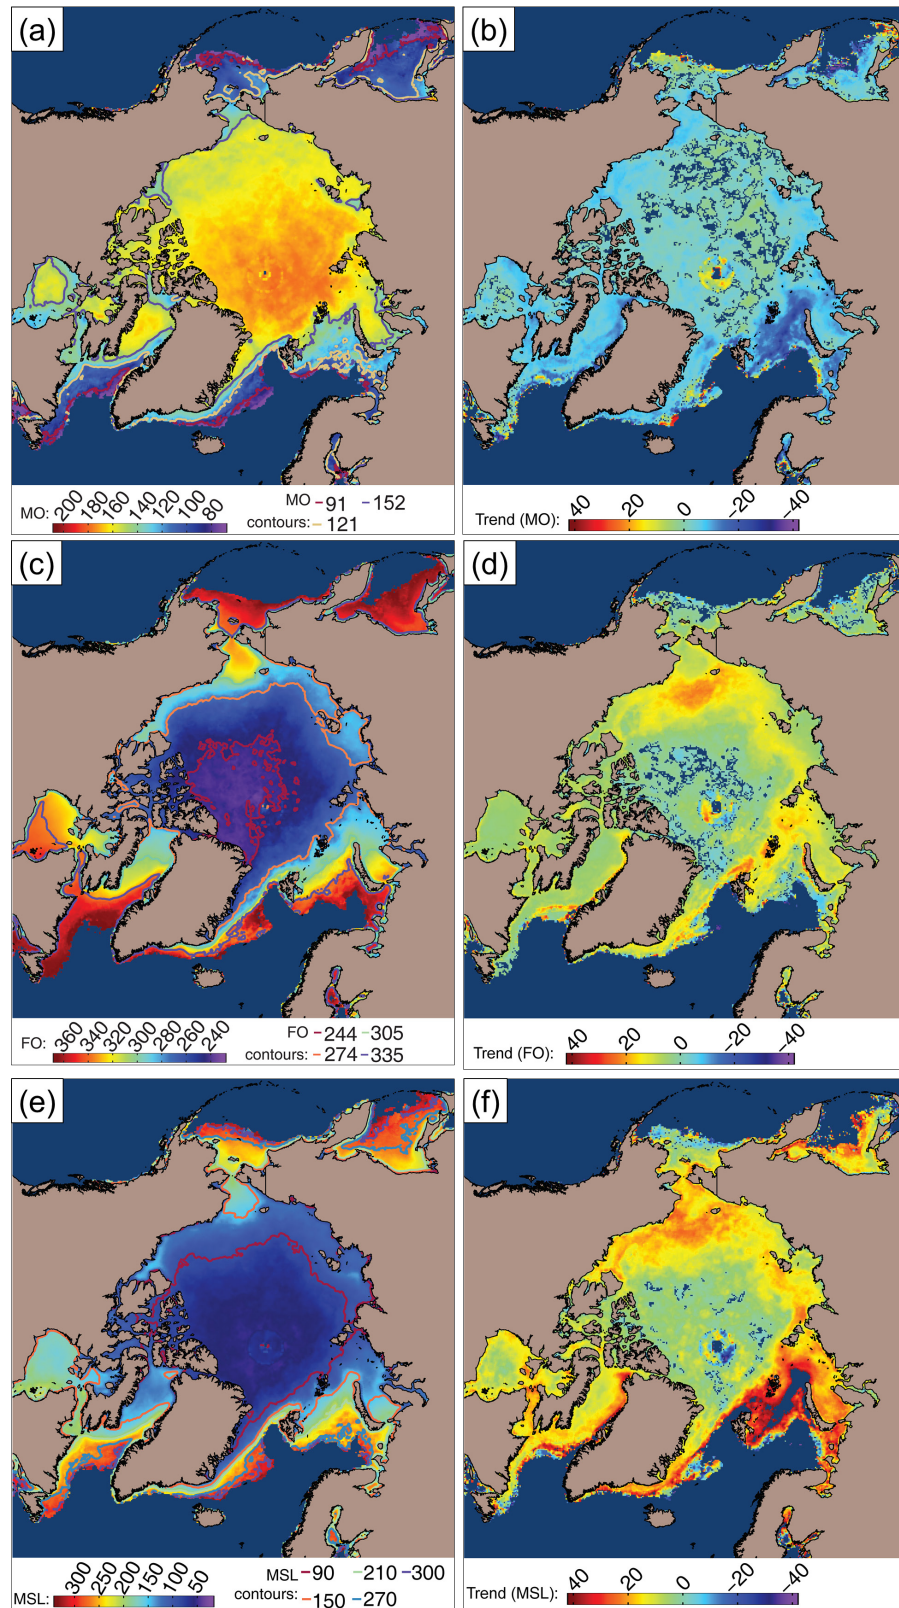 (a)
(b)
MO: 200 180 160 140 120 100 80
MO 91 152
contours: 121
Trend (MO): 40 20 0 −20 −40
(c)
(d)
FO: 360 340 320 300 280 260 240
FO 244 305
contours: 274 335
Trend (FO): 40 20 0 −20 −40
(e)
(f)
MSL: 300 250 200 150 100 50
MSL 90 210 300
contours: 150 270
Trend (MSL): 40 20 0 −20 −40